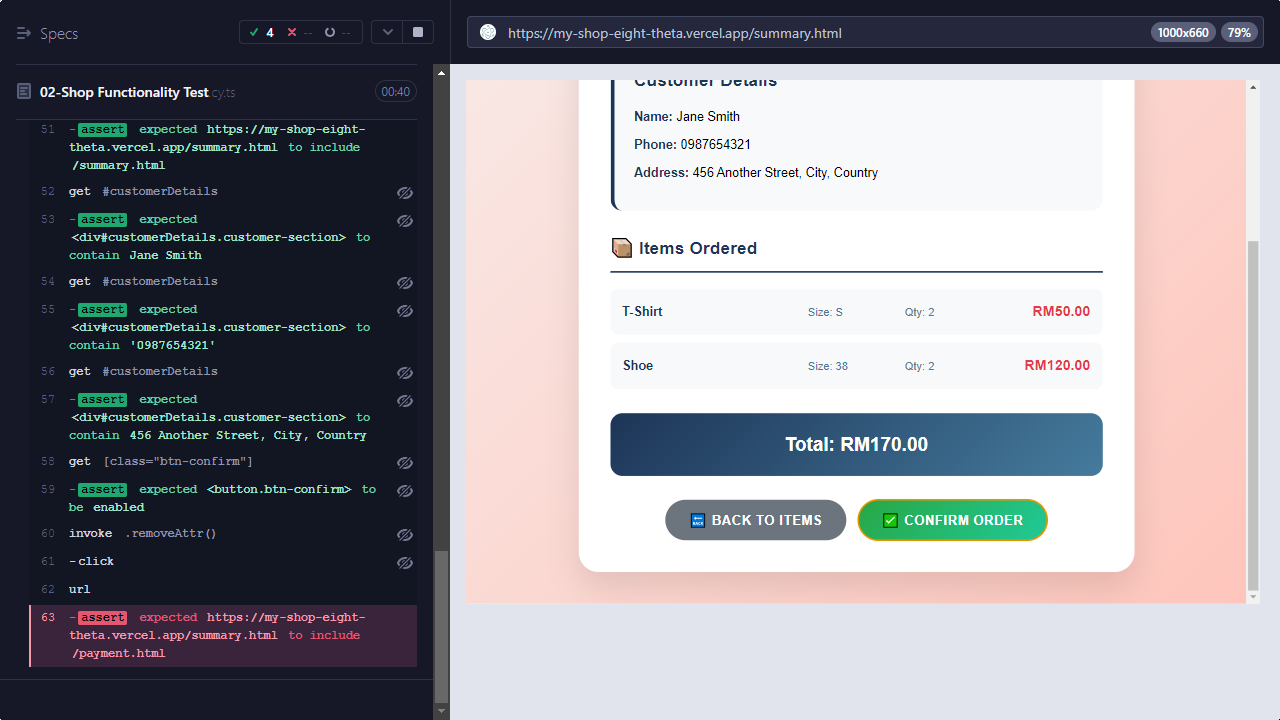 Specs
4
--
--
02-Shop Functionality Test.cy.ts
00:40
51 -assert expected https://my-shop-eight-
theta.vercel.app/summary.html to include
/summary.html
52 get #customerDetails
53 -assert expected
<div#customerDetails.customer-section> to
contain Jane Smith
54 get #customerDetails
55 -assert expected
<div#customerDetails.customer-section> to
contain '0987654321'
56 get #customerDetails
57 -assert expected
<div#customerDetails.customer-section> to
contain 456 Another Street, City, Country
58 get [class="btn-confirm"]
59 -assert expected <button.btn-confirm> to
be enabled
60 invoke .removeAttr()
61 -click
62 url
63 -assert expected https://my-shop-eight-
theta.vercel.app/summary.html to include
/payment.html
https://my-shop-eight-theta.vercel.app/summary.html
1000x660
79%
Customer Details
Name: Jane Smith
Phone: 0987654321
Address: 456 Another Street, City, Country
Items Ordered
T-Shirt Size: S Qty: 2 RM50.00
Shoe Size: 38 Qty: 2 RM120.00
Total: RM170.00
BACK TO ITEMS
CONFIRM ORDER